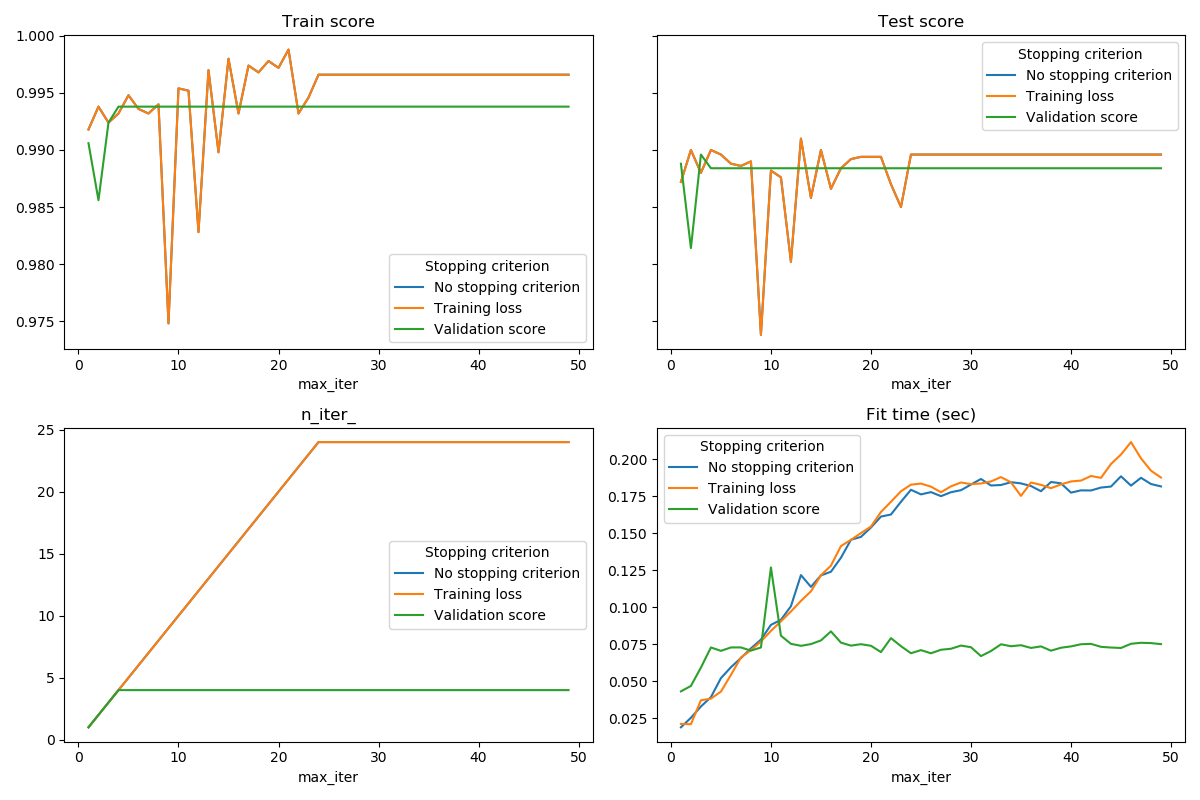 Train score
1.000
0.995
0.990
0.985
0.980
0.975
Stopping criterion
No stopping criterion
Training loss
Validation score
0 10 20 30 40 50
max_iter
Test score
Stopping criterion
No stopping criterion
Training loss
Validation score
0 10 20 30 40 50
max_iter
n_iter_
25
20
15
10
5
0
Stopping criterion
No stopping criterion
Training loss
Validation score
0 10 20 30 40 50
max_iter
Fit time (sec)
Stopping criterion
No stopping criterion
Training loss
Validation score
0.200
0.175
0.150
0.125
0.100
0.075
0.050
0.025
0 10 20 30 40 50
max_iter